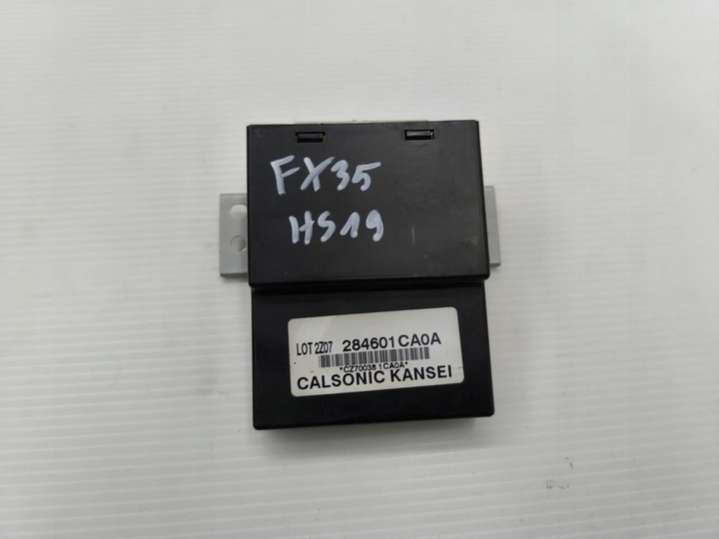 FX35
HS19
LOT 2Z07 284601CA0A
*CZ70038 1CA0A*
CALSONIC KANSEI